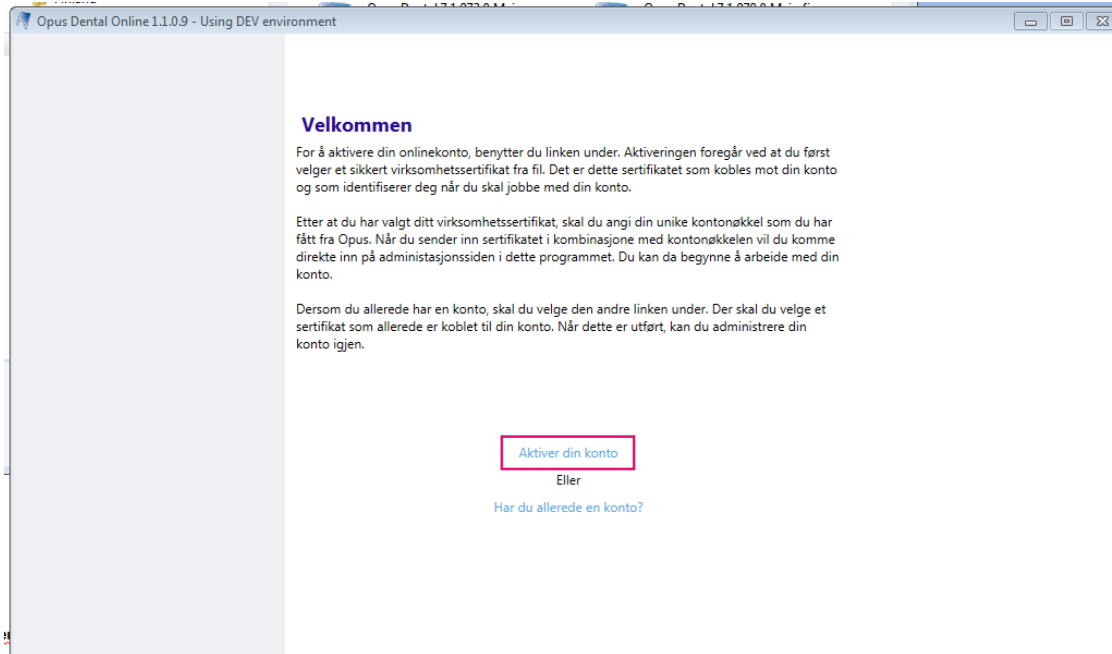 Opus Dental Online 1.1.0.9 - Using DEV environment
Velkommen
For å aktivere din onlinekonto, benytter du linken under. Aktiveringen foregår ved at du først
velger et sikkert virksomhetssertifikat fra fil. Det er dette sertifikatet som kobles mot din konto
og som identifiserer deg når du skal jobbe med din konto.
Etter at du har valgt ditt virksomhetssertifikat, skal du angi din unike kontonøkkel som du har
fått fra Opus. Når du sender inn sertifikatet i kombinasjone med kontonøkkelen vil du komme
direkte inn på administasjonssiden i dette programmet. Du kan da begynne å arbeide med din
konto.
Dersom du allerede har en konto, skal du velge den andre linken under. Der skal du velge et
sertifikat som allerede er koblet til din konto. Når dette er utført, kan du administrere din
konto igjen.
Aktiver din konto
Eller
Har du allerede en konto?